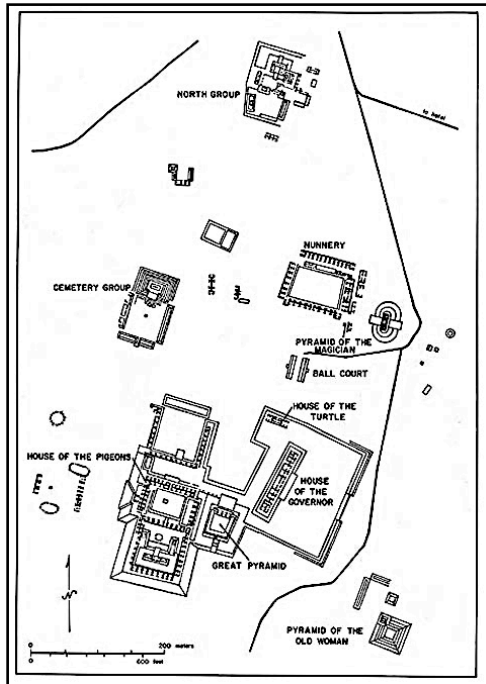 NORTH GROUP
to hotel
NUNNERY
CEMETERY GROUP
PYRAMID OF THE
MAGICIAN
BALL COURT
HOUSE OF THE
TURTLE
HOUSE OF THE PIGEONS
HOUSE
OF THE
GOVERNOR
GREAT PYRAMID
N
0 200 meters
0 600 feet
PYRAMID OF THE
OLD WOMAN